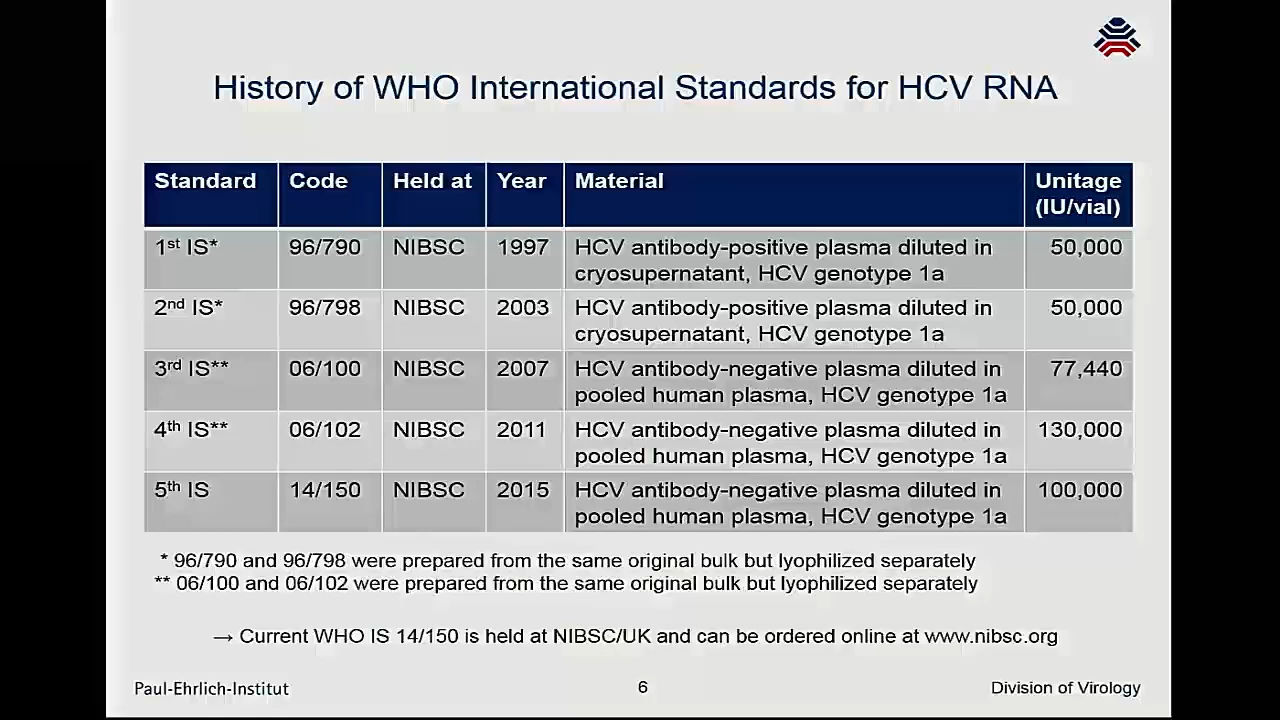 History of WHO International Standards for HCV RNA
Standard Code Held at Year Material Unitage
(IU/vial)
1st IS* 96/790 NIBSC 1997 HCV antibody-positive plasma diluted in 50,000
cryosupernatant, HCV genotype 1a
2nd IS* 96/798 NIBSC 2003 HCV antibody-positive plasma diluted in 50,000
cryosupernatant, HCV genotype 1a
3rd IS** 06/100 NIBSC 2007 HCV antibody-negative plasma diluted in 77,440
pooled human plasma, HCV genotype 1a
4th IS** 06/102 NIBSC 2011 HCV antibody-negative plasma diluted in 130,000
pooled human plasma, HCV genotype 1a
5th IS 14/150 NIBSC 2015 HCV antibody-negative plasma diluted in 100,000
pooled human plasma, HCV genotype 1a
* 96/790 and 96/798 were prepared from the same original bulk but lyophilized separately
** 06/100 and 06/102 were prepared from the same original bulk but lyophilized separately
→ Current WHO IS 14/150 is held at NIBSC/UK and can be ordered online at www.nibsc.org
Paul-Ehrlich-Institut 6 Division of Virology